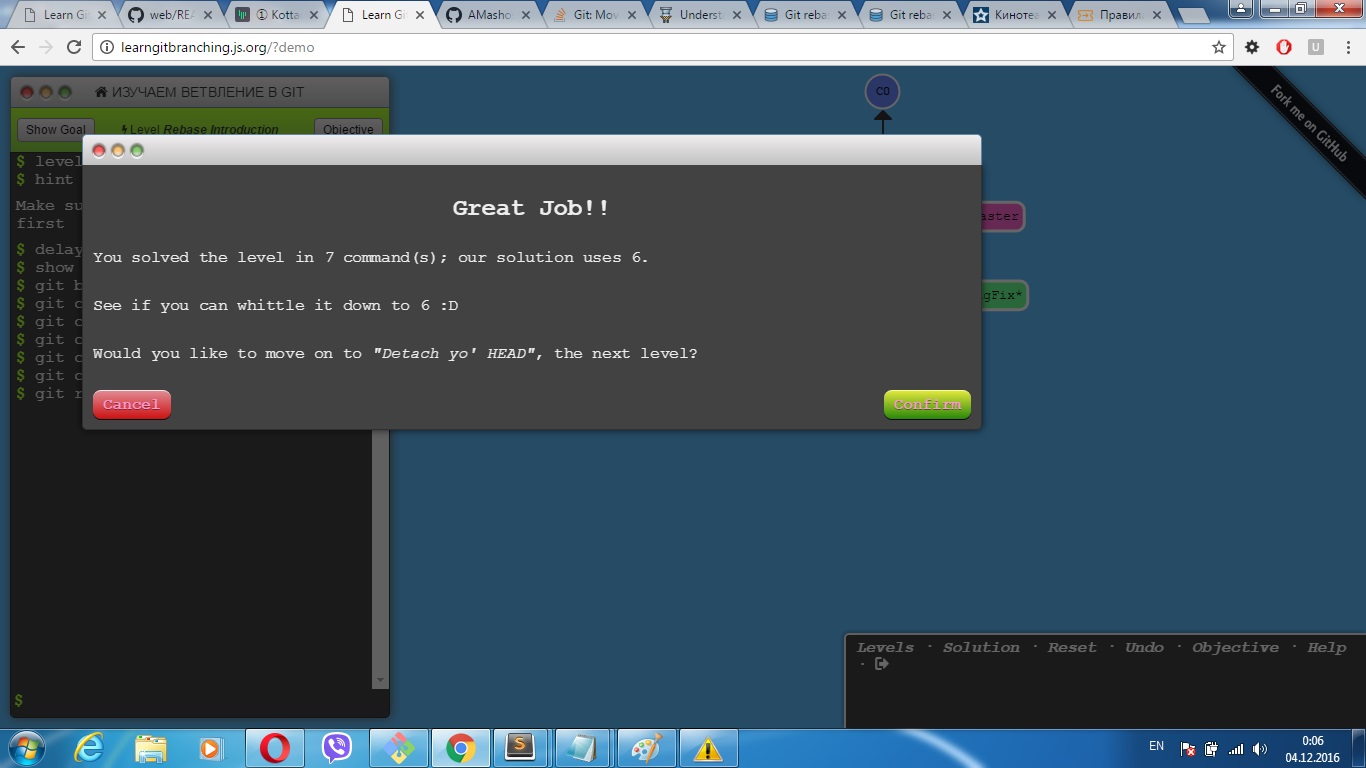 Learn Gi
web/REA
① Kotta
Learn Gi
AMasho
Git: Mov
Underst
Git reba
Git reba
Кинотеа
Правил
learngitbranching.js.org/?demo
ИЗУЧАЕМ ВЕТВЛЕНИЕ В GIT
Show Goal
Level Rebase Introduction
Objective
C0
Fork me on GitHub
$ level
$ hint
Make su
first
$ delay
$ show
$ git b
$ git c
$ git c
$ git c
$ git c
$ git c
$ git r
$
aster
gFix*
Great Job!!
You solved the level in 7 command(s); our solution uses 6.
See if you can whittle it down to 6 :D
Would you like to move on to "Detach yo' HEAD", the next level?
Cancel
Confirm
Levels · Solution · Reset · Undo · Objective · Help
·
EN
0:06
04.12.2016